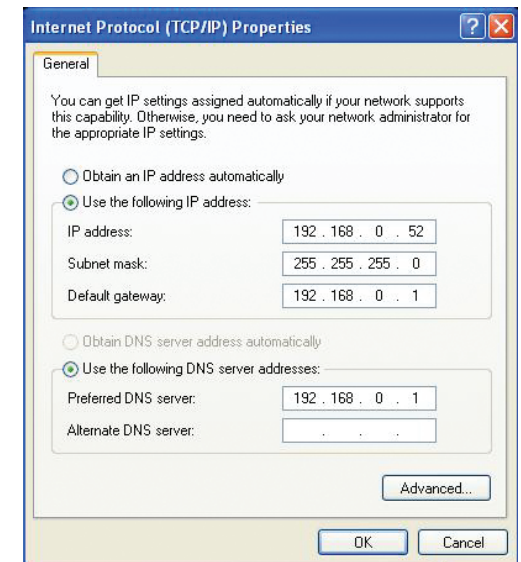 Internet Protocol (TCP/IP) Properties
General
You can get IP settings assigned automatically if your network supports
this capability. Otherwise, you need to ask your network administrator for
the appropriate IP settings.
Obtain an IP address automatically
Use the following IP address:
IP address: 192 . 168 . 0 . 52
Subnet mask: 255 . 255 . 255 . 0
Default gateway: 192 . 168 . 0 . 1
Obtain DNS server address automatically
Use the following DNS server addresses:
Preferred DNS server: 192 . 168 . 0 . 1
Alternate DNS server: . . .
Advanced...
OK Cancel